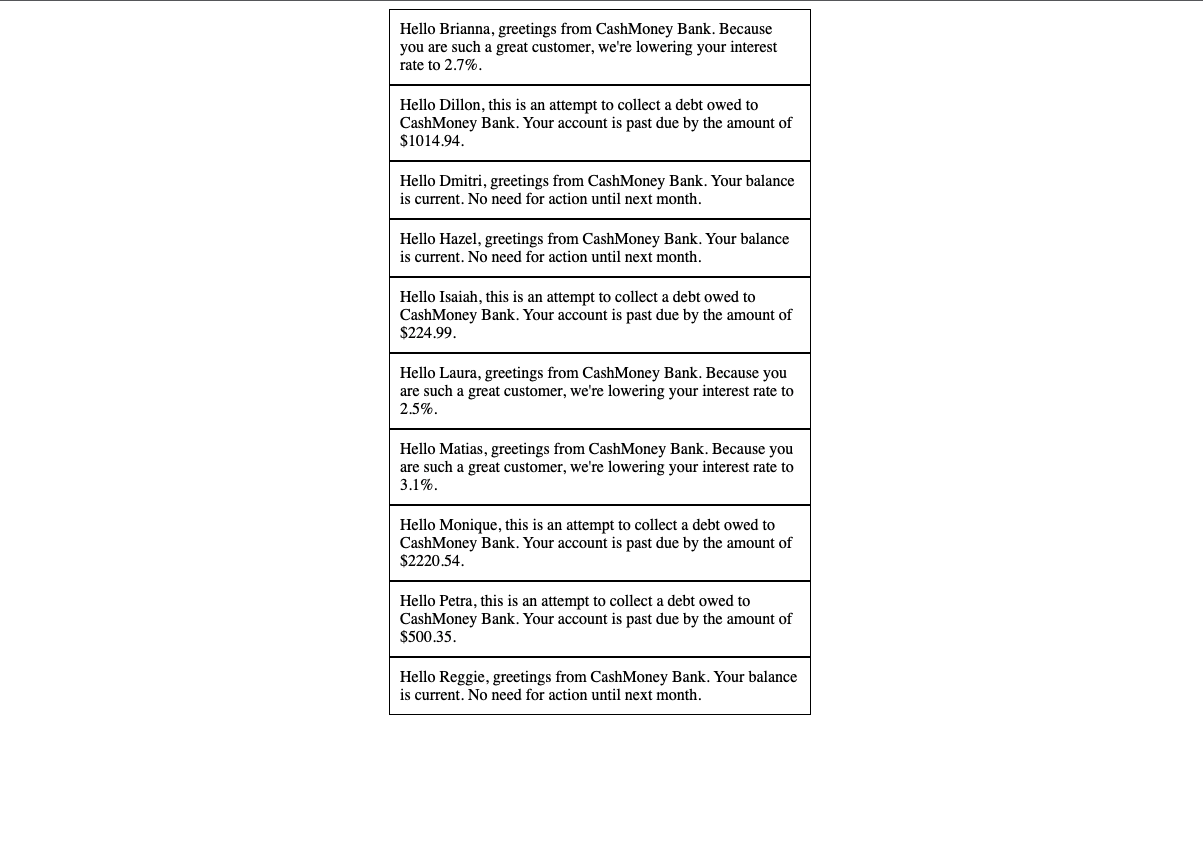 Hello Brianna, greetings from CashMoney Bank. Because
you are such a great customer, we're lowering your interest
rate to 2.7%.
Hello Dillon, this is an attempt to collect a debt owed to
CashMoney Bank. Your account is past due by the amount of
$1014.94.
Hello Dmitri, greetings from CashMoney Bank. Your balance
is current. No need for action until next month.
Hello Hazel, greetings from CashMoney Bank. Your balance
is current. No need for action until next month.
Hello Isaiah, this is an attempt to collect a debt owed to
CashMoney Bank. Your account is past due by the amount of
$224.99.
Hello Laura, greetings from CashMoney Bank. Because you
are such a great customer, we're lowering your interest rate to
2.5%.
Hello Matias, greetings from CashMoney Bank. Because you
are such a great customer, we're lowering your interest rate to
3.1%.
Hello Monique, this is an attempt to collect a debt owed to
CashMoney Bank. Your account is past due by the amount of
$2220.54.
Hello Petra, this is an attempt to collect a debt owed to
CashMoney Bank. Your account is past due by the amount of
$500.35.
Hello Reggie, greetings from CashMoney Bank. Your balance
is current. No need for action until next month.